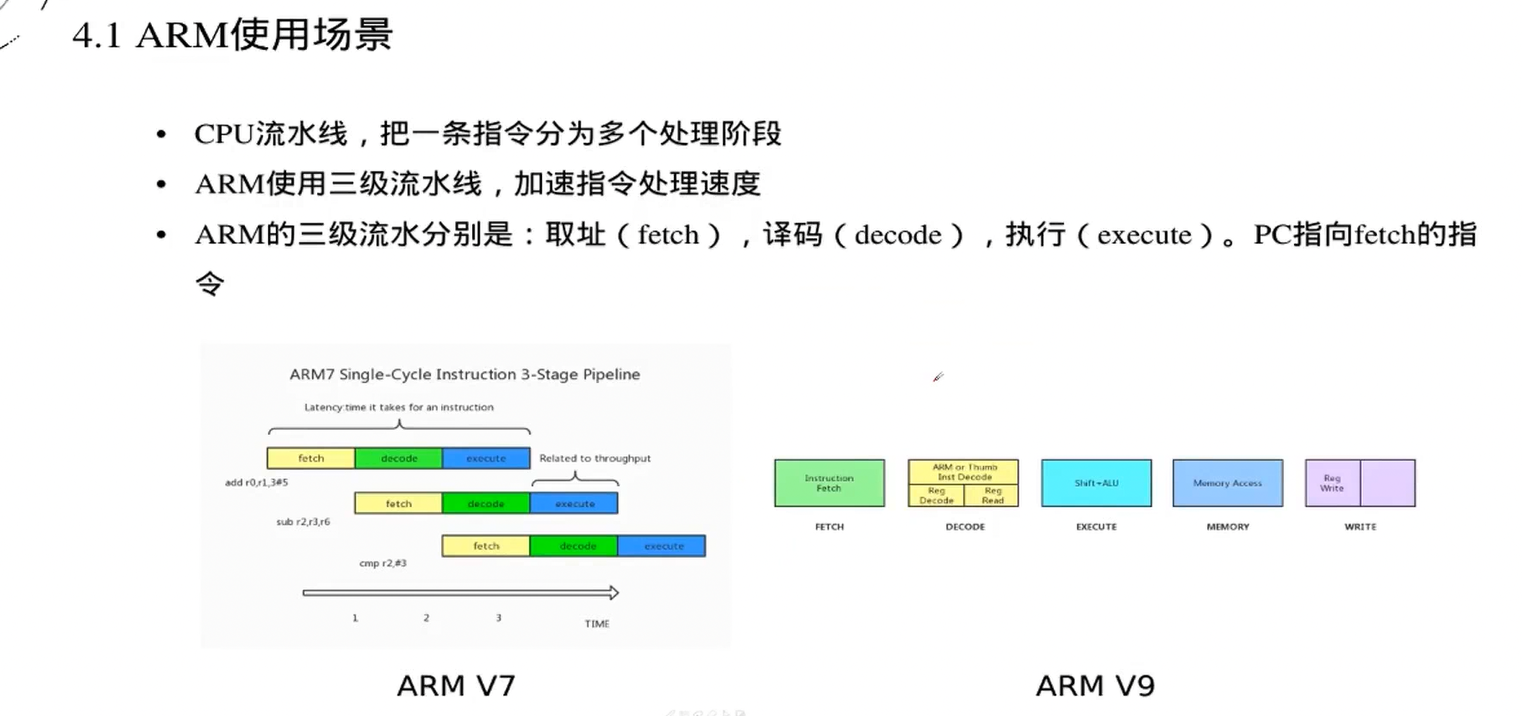 4.1 ARM使用场景
• CPU流水线，把一条指令分为多个处理阶段
• ARM使用三级流水线，加速指令处理速度
• ARM的三级流水分别是：取址（fetch），译码（decode），执行（execute）。PC指向fetch的指
令
ARM7 Single-Cycle Instruction 3-Stage Pipeline
Latency:time it takes for an instruction
fetch decode execute
Related to throughput
add r0,r1,3#5
fetch decode execute
sub r2,r3,r6
fetch decode execute
cmp r2,#3
1 2 3
TIME
ARM V7
Instruction
Fetch
FETCH
ARM or Thumb
Inst Decode
Reg
Decode
Reg
Read
DECODE
Shift+ALU
EXECUTE
Memory Access
MEMORY
Reg
Write
WRITE
ARM V9